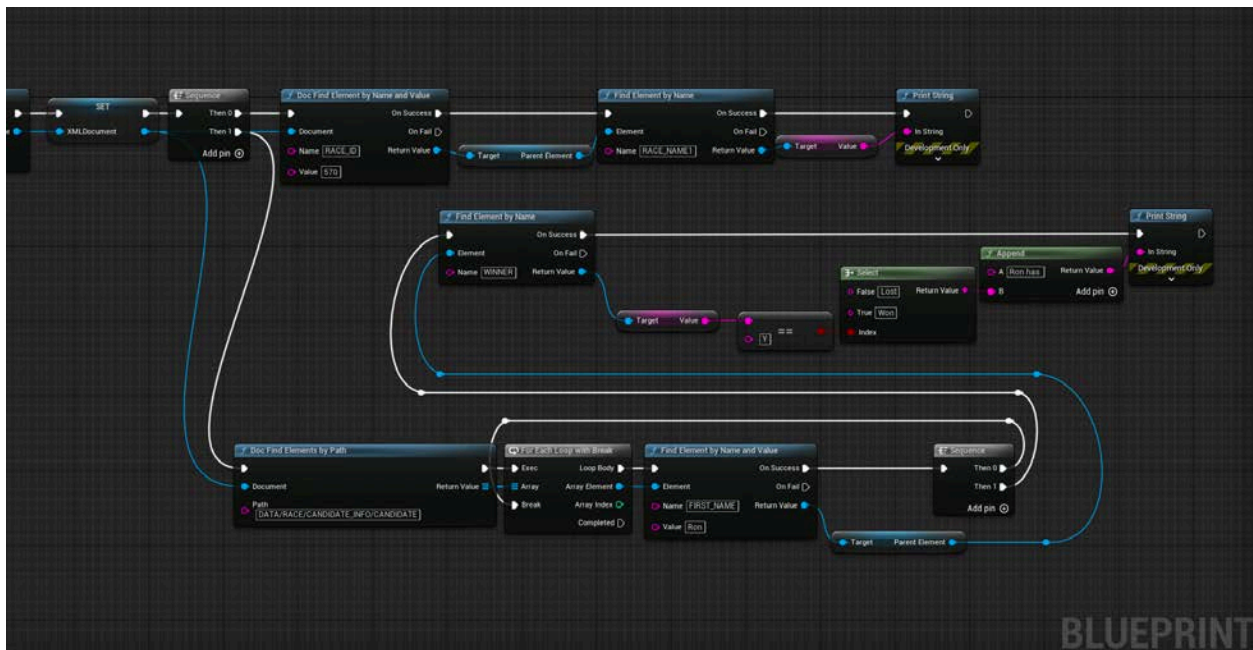 SET
XMLDocument
Sequence
Then 0
Then 1
Add pin
Doc Find Element by Name and Value
On Success
Document
On Fail
Name RACE_ID
Return Value
Value 570
Target Parent Element
Find Element by Name
On Success
Element
On Fail
Name RACE_NAME1
Return Value
Target Value
Print String
In String
Development Only
Find Element by Name
On Success
Element
On Fail
Name WINNER
Return Value
Target Value
Y ==
Select
False Lost
Return Value
True Won
Index
Append
A Ron has
Return Value
B
Add pin
Print String
In String
Development Only
Doc Find Elements by Path
Document
Return Value
Path
DATA/RACE/CANDIDATE_INFO/CANDIDATE
For Each Loop with Break
Exec
Loop Body
Array
Array Element
Break
Array Index
Completed
Find Element by Name and Value
On Success
Element
On Fail
Name FIRST_NAME
Return Value
Value Ron
Target Parent Element
Sequence
Then 0
Then 1
Add pin
BLUEPRINT